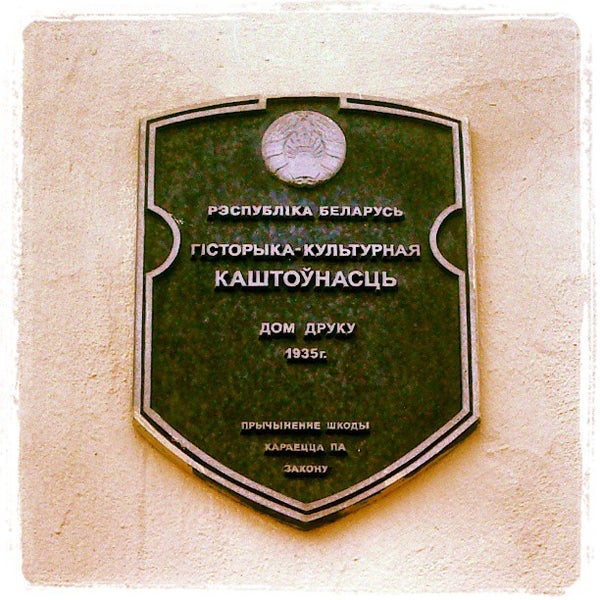 РЭСПУБЛІКА БЕЛАРУСЬ
ГІСТОРЫКА-КУЛЬТУРНАЯ
КАШТОЎНАСЦЬ
ДОМ ДРУКУ
1935г.
ПРЫЧЫНЕННЕ ШКОДЫ
КАРАЕЦЦА ПА
ЗАКОНУ